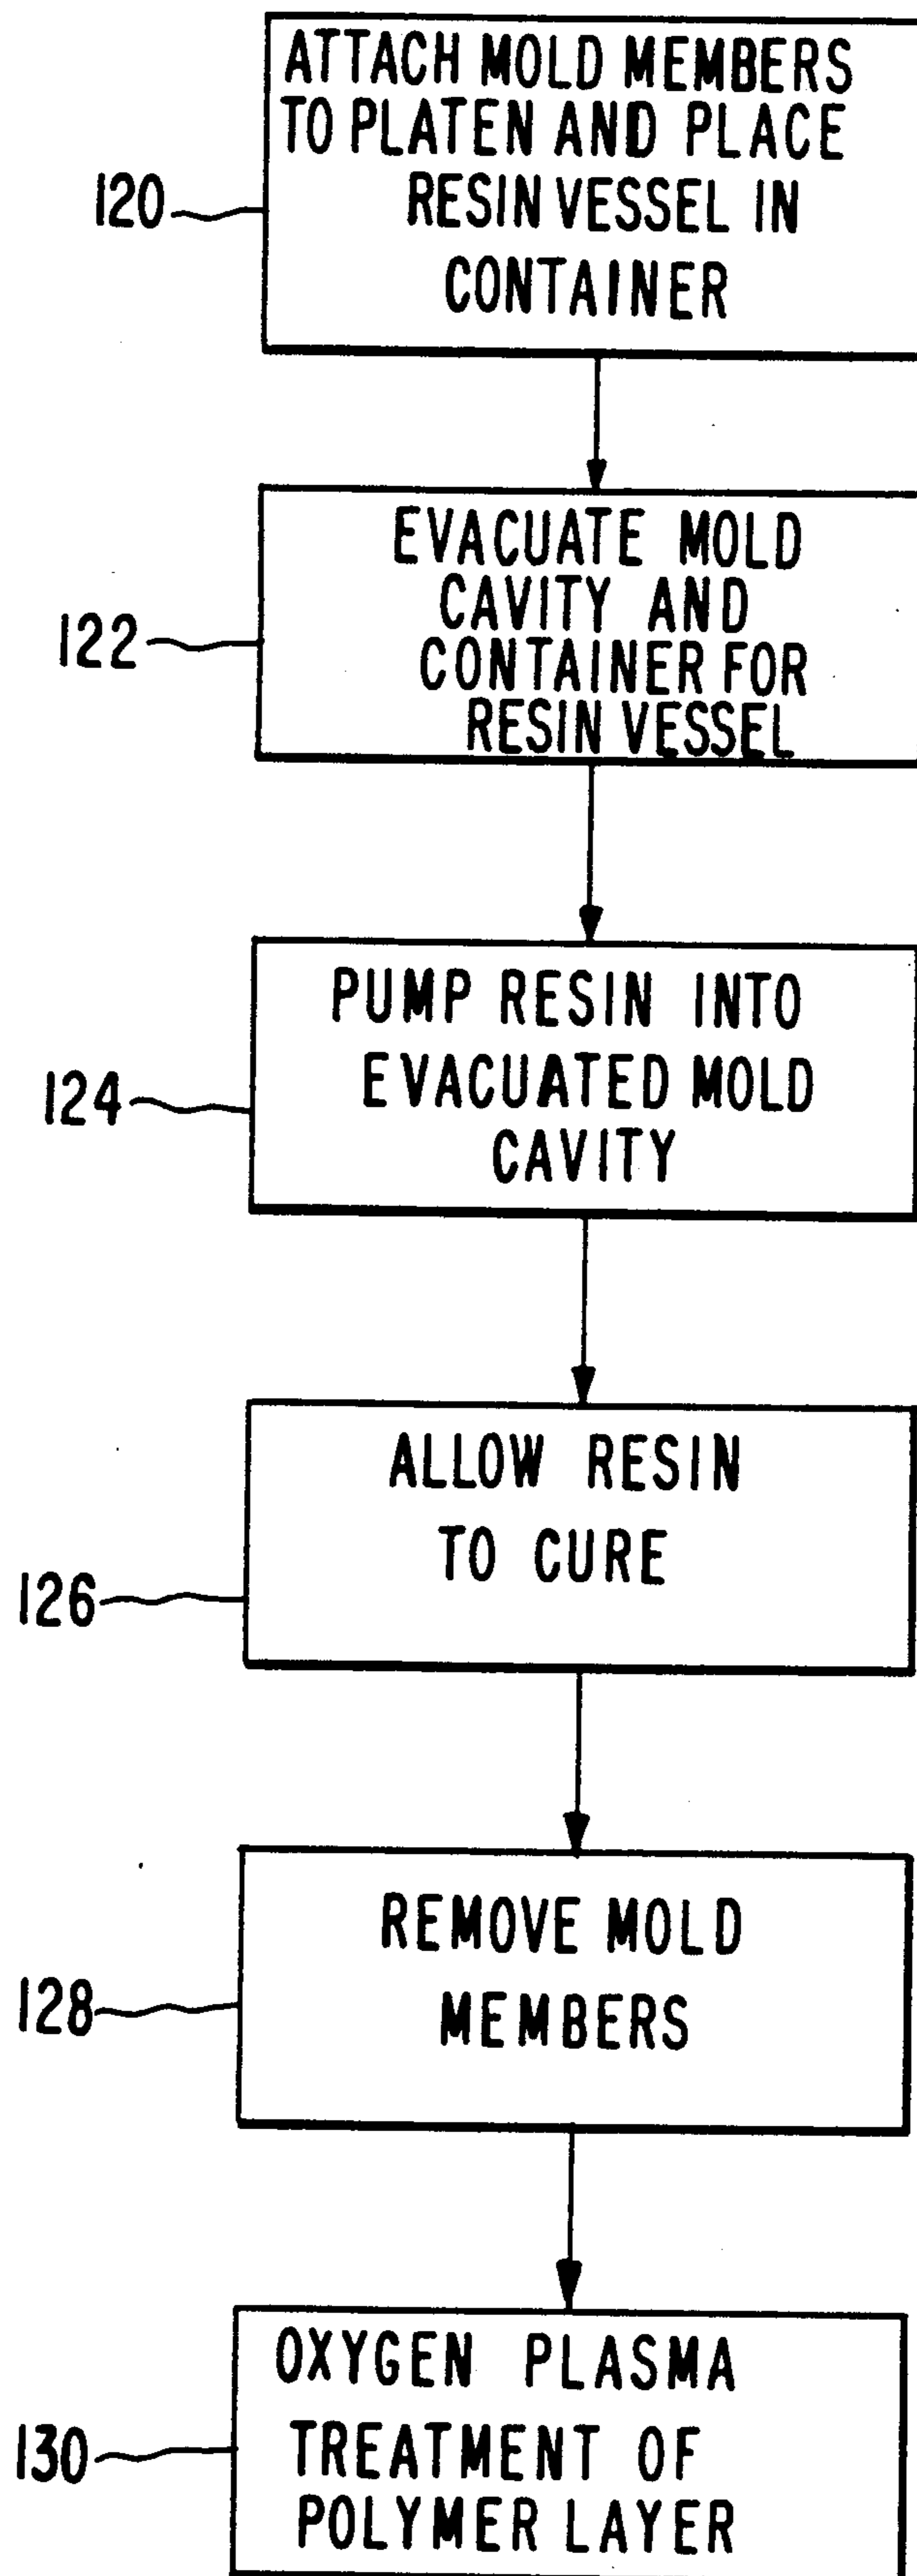 ATTACH MOLD MEMBERS
TO PLATEN AND PLACE
RESIN VESSEL IN
CONTAINER
120
EVACUATE MOLD
CAVITY AND
CONTAINER FOR
RESIN VESSEL
122
PUMP RESIN INTO
EVACUATED MOLD
CAVITY
124
ALLOW RESIN
TO CURE
126
REMOVE MOLD
MEMBERS
128
OXYGEN PLASMA
TREATMENT OF
POLYMER LAYER
130